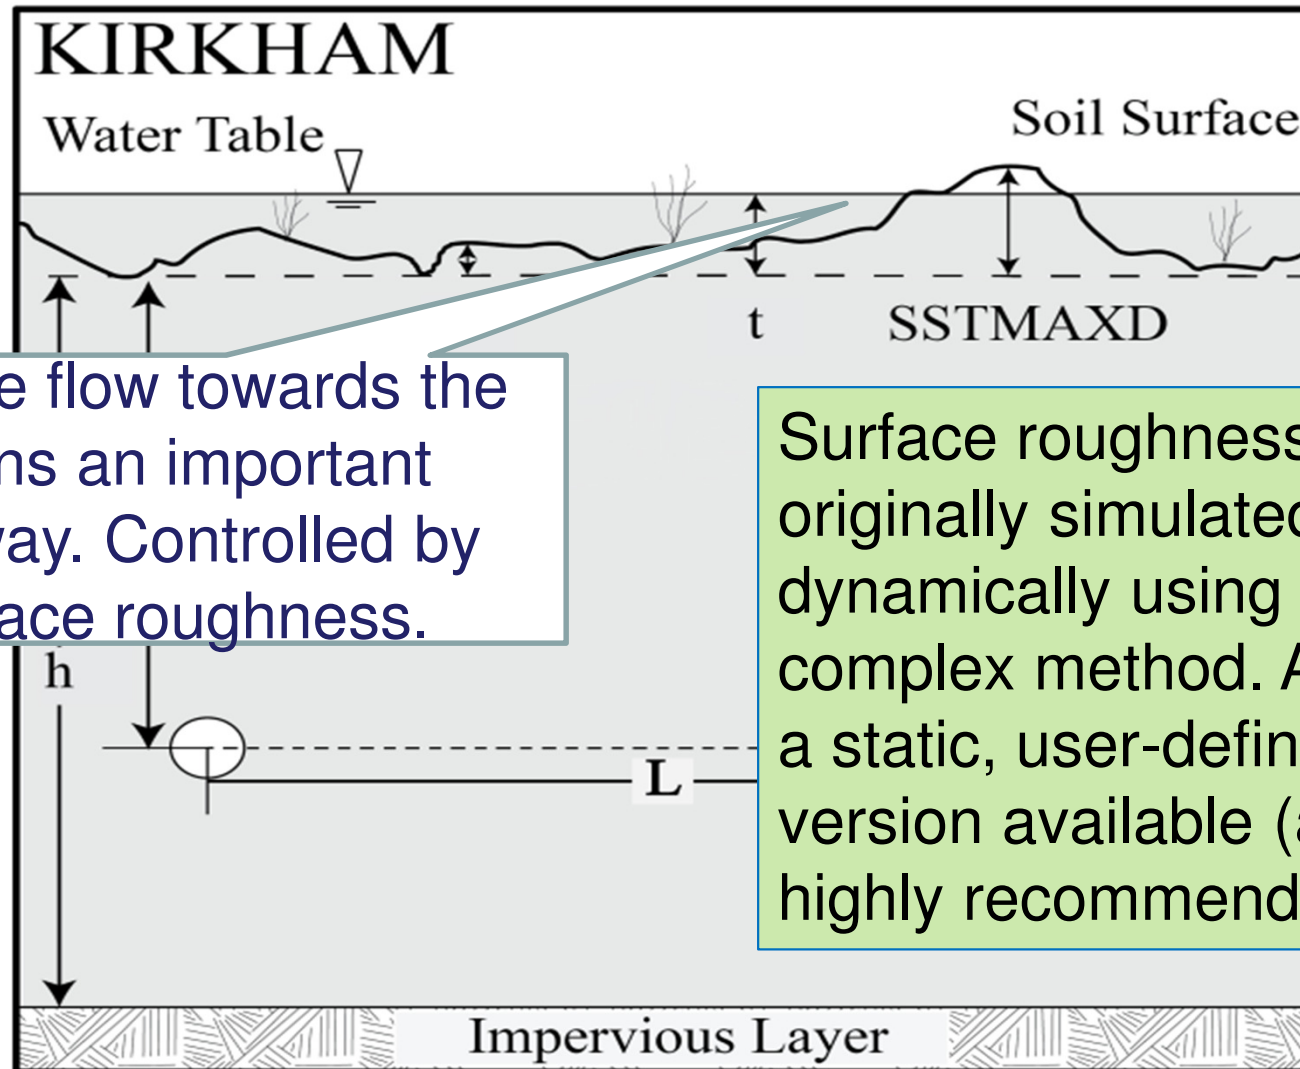 KIRKHAM
Water Table
Soil Surface
t
SSTMAXD
e flow towards the
ns an important
way. Controlled by
ace roughness.
Surface roughness
originally simulated
dynamically using
complex method. A
a static, user-defin
version available (a
highly recommend
h
L
Impervious Layer